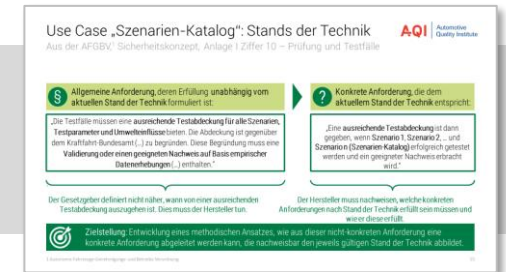 Use Case „Szenarien-Katalog“: Stands der Technik
AQI Automotive
Quality Institute
Aus der AFGBV,¹ Sicherheitskonzept, Anlage I Ziffer 10 – Prüfung und Testfälle
§ Allgemeine Anforderung, deren Erfüllung unabhängig vom
aktuellen Stand der Technik formuliert ist:
„Die Testfälle müssen eine ausreichende Testabdeckung für alle Szenarien,
Testparameter und Umwelteinflüsse bieten. Die Abdeckung ist gegenüber
dem Kraftfahrt-Bundesamt (…) zu begründen. Diese Begründung muss eine
Validierung oder einen geeigneten Nachweis auf Basis empirischer
Datenerhebungen (…) enthalten.“
Der Gesetzgeber definiert nicht näher, wann von einer ausreichenden
Testabdeckung auszugehen ist. Dies muss der Hersteller tun.
? Konkrete Anforderung, die dem
aktuellem Stand der Technik entspricht:
„Eine ausreichende Testabdeckung ist dann
gegeben, wenn Szenario 1, Szenario 2, … und
Szenario n (Szenarien-Katalog) erfolgreich getestet
werden und ein geeigneter Nachweis erbracht
wird.“
Der Hersteller muss nachweisen, welche konkreten
Anforderungen nach Stand der Technik erfüllt sein müssen und
wie er diese erfüllt.
Zielstellung: Entwicklung eines methodischen Ansatzes, wie aus dieser nicht-konkreten Anforderung eine
konkrete Anforderung abgeleitet werden kann, die nachweisbar den jeweils gültigen Stand der Technik abbildet.